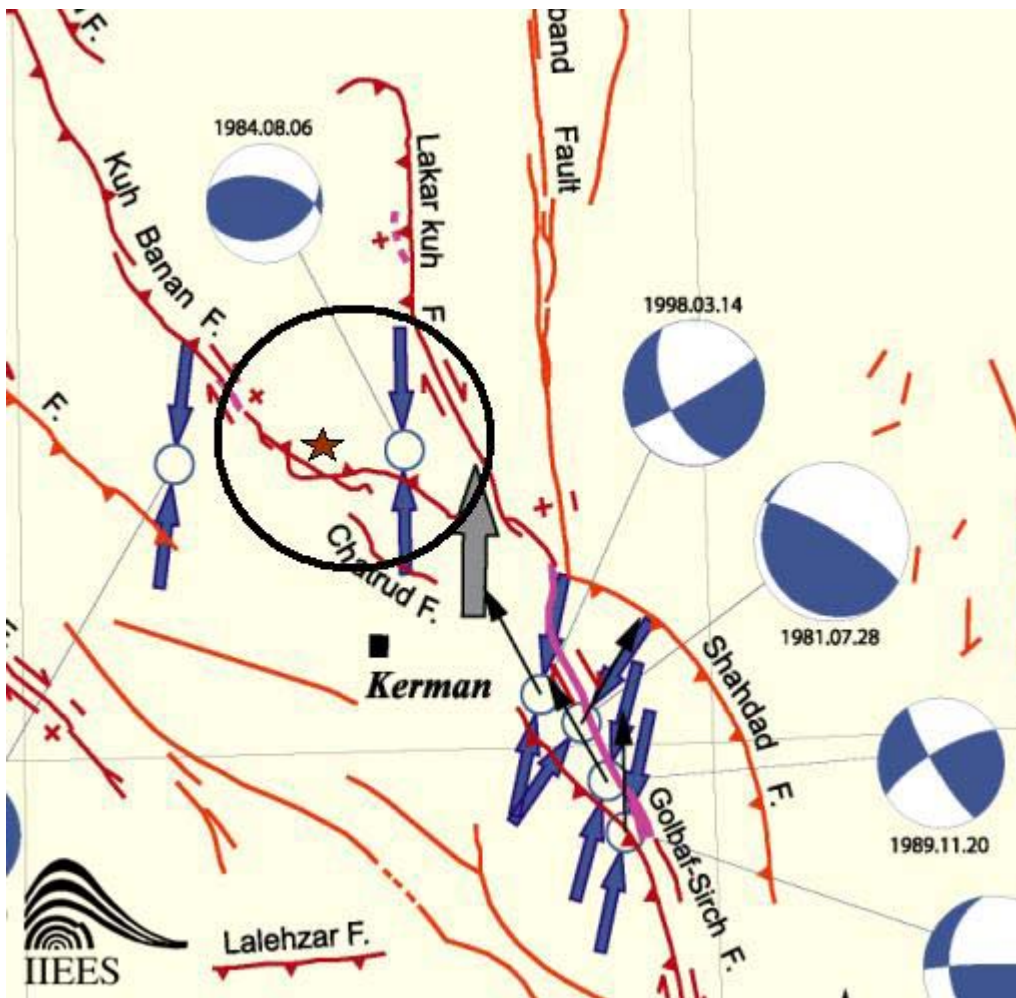 F.
band
Fault
1984.08.06
Kuh Banan F.
Lakar kuh F.
1998.03.14
F.
1981.07.28
Chatrud F.
Kerman
Shahdad F.
F.
Golbaf-Sirch F.
1989.11.20
Lalehzar F.
IIEES